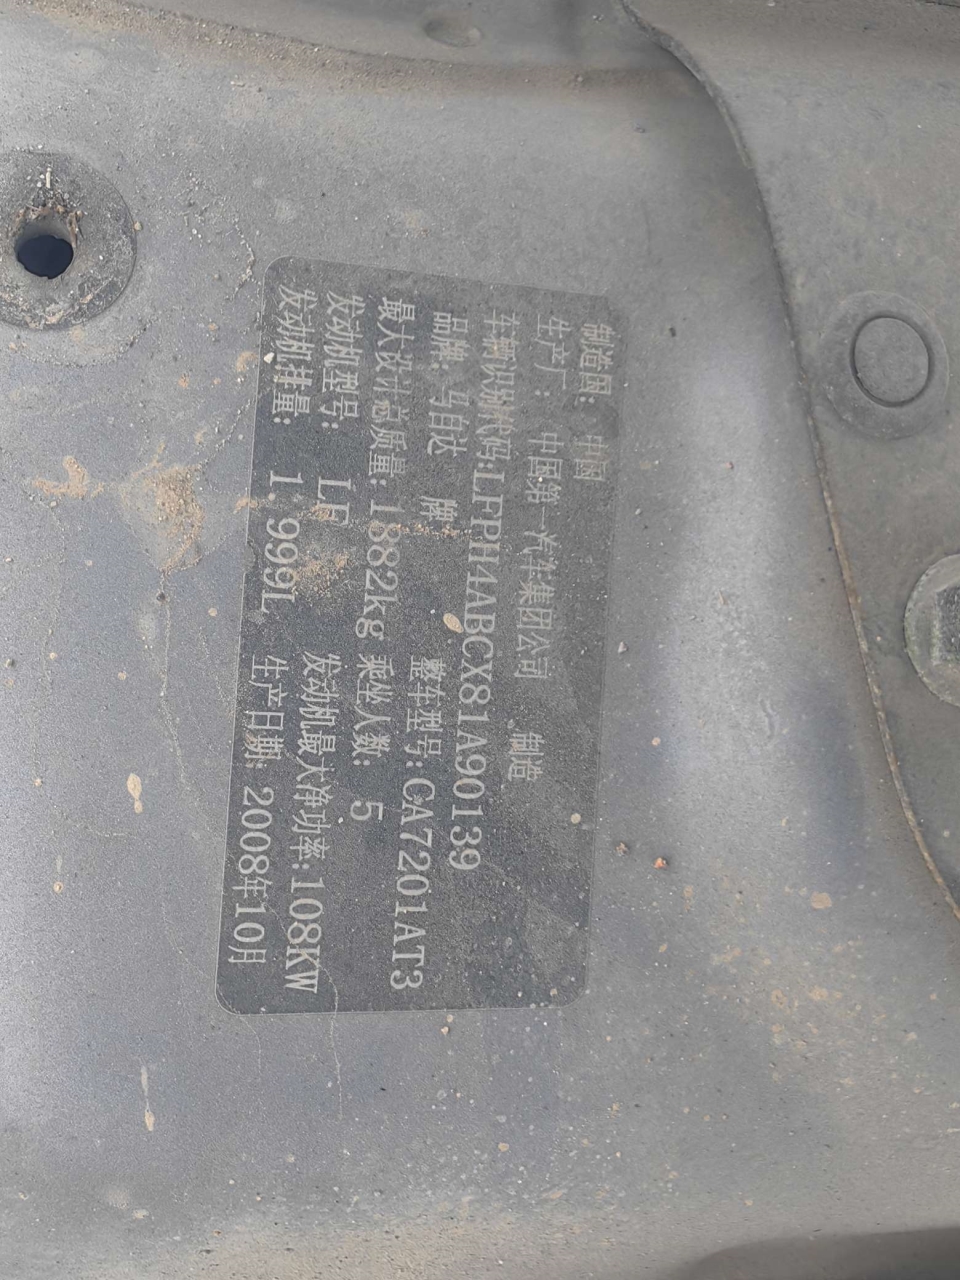 制造国: 中国
生产厂: 中国第一汽车集团公司 制造
车辆识别代码:LFPH4ABCX81A90139
品牌: 马自达 牌 整车型号:CA7201AT3
最大设计总质量:1882kg 乘坐人数: 5
发动机型号: LF 发动机最大净功率:108KW
发动机排量: 1.999L 生产日期: 2008年10月